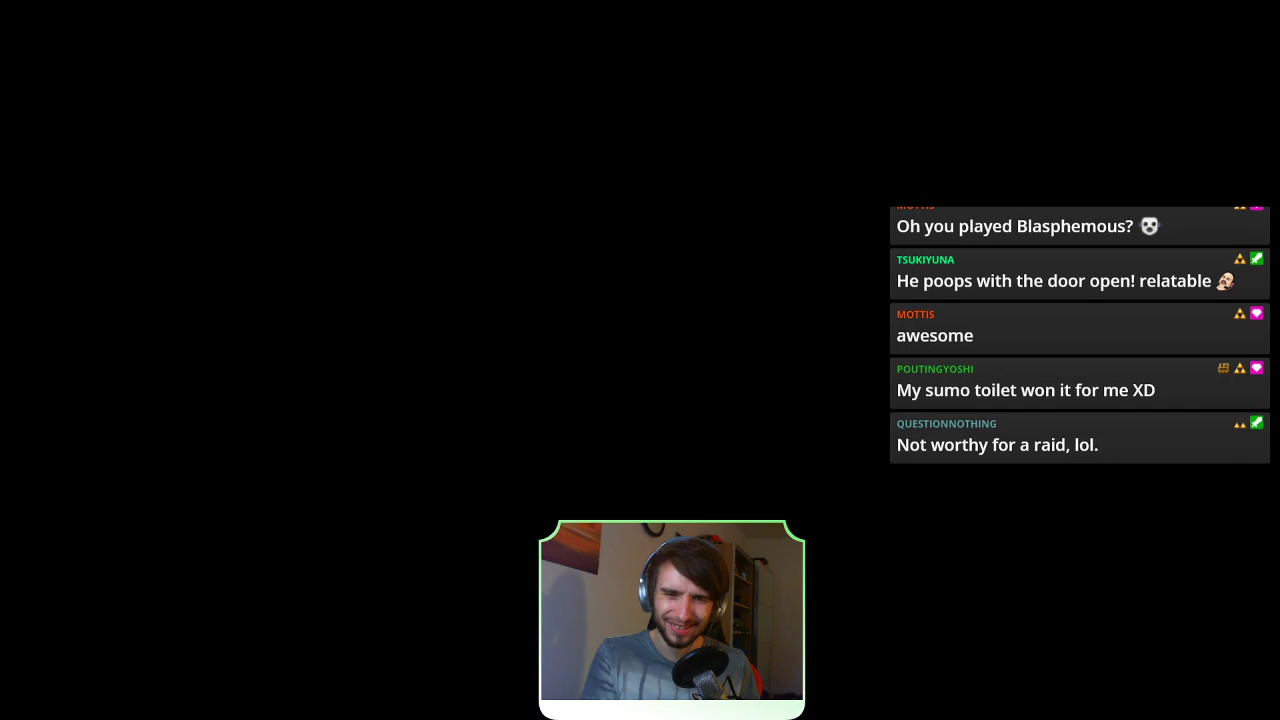 Oh you played Blasphemous?
TSUKIYUNA
He poops with the door open! relatable
MOTTIS
awesome
POUTINGYOSHI
My sumo toilet won it for me XD
QUESTIONNOTHING
Not worthy for a raid, lol.